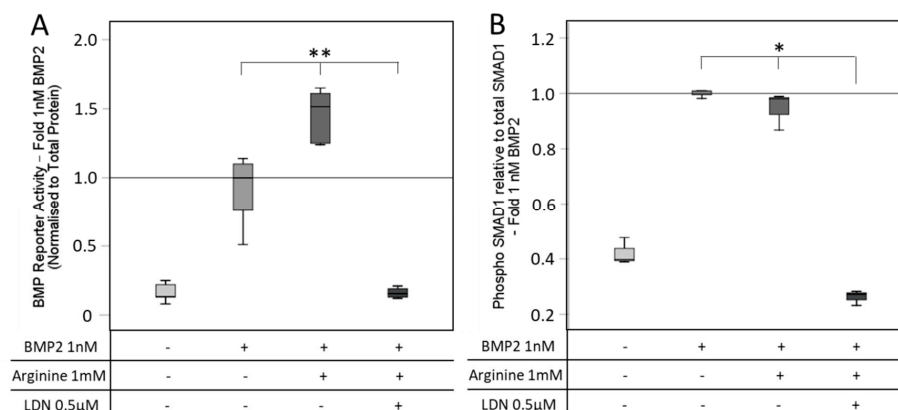 A
BMP Reporter Activity – Fold 1nM BMP2
(Normalised to Total Protein)
2.0
1.5
1.0
0.5
0
**
BMP2 1nM - + + +
Arginine 1mM - - + +
LDN 0.5µM - - - +
B
Phospho SMAD1 relative to total SMAD1
- Fold 1 nM BMP2
1.2
1.0
0.8
0.6
0.4
0.2
*
BMP2 1nM - + + +
Arginine 1mM - - + +
LDN 0.5µM - - - +